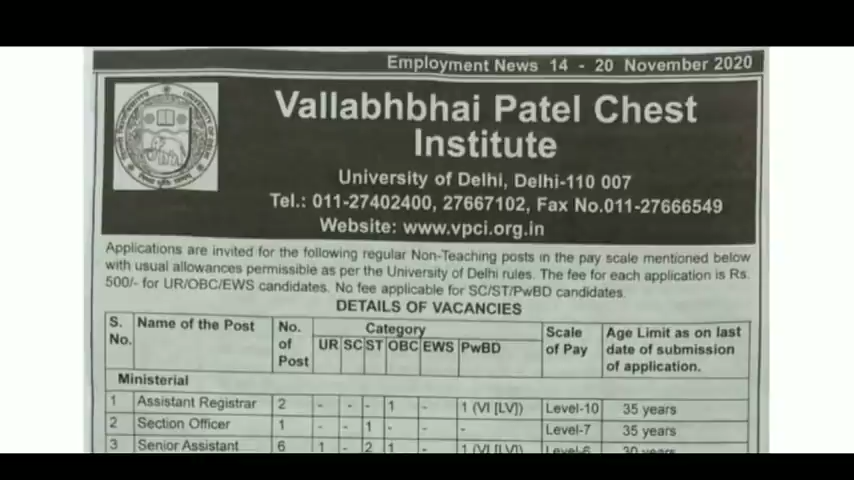 Employment News 14 - 20 November 2020
Vallabhbhai Patel Chest
Institute
University of Delhi, Delhi-110 007
Tel.: 011-27402400, 27667102, Fax No.011-27666549
Website: www.vpci.org.in
Applications are invited for the following regular Non-Teaching posts in the pay scale mentioned below
with usual allowances permissible as per the University of Delhi rules. The fee for each application is Rs.
500/- for UR/OBC/EWS candidates. No fee applicable for SC/ST/PwBD candidates.
DETAILS OF VACANCIES
S. No. Name of the Post No. of Post Category UR SC ST OBC EWS PwBD Scale of Pay Age Limit as on last date of submission of application.
Ministerial
1 Assistant Registrar 2 - - - 1 - 1 (VI [LV]) Level-10 35 years
2 Section Officer 1 - - 1 - - - Level-7 35 years
3 Senior Assistant 6 1 - 2 1 - 1 (VI [LV]) Level-6 30 years